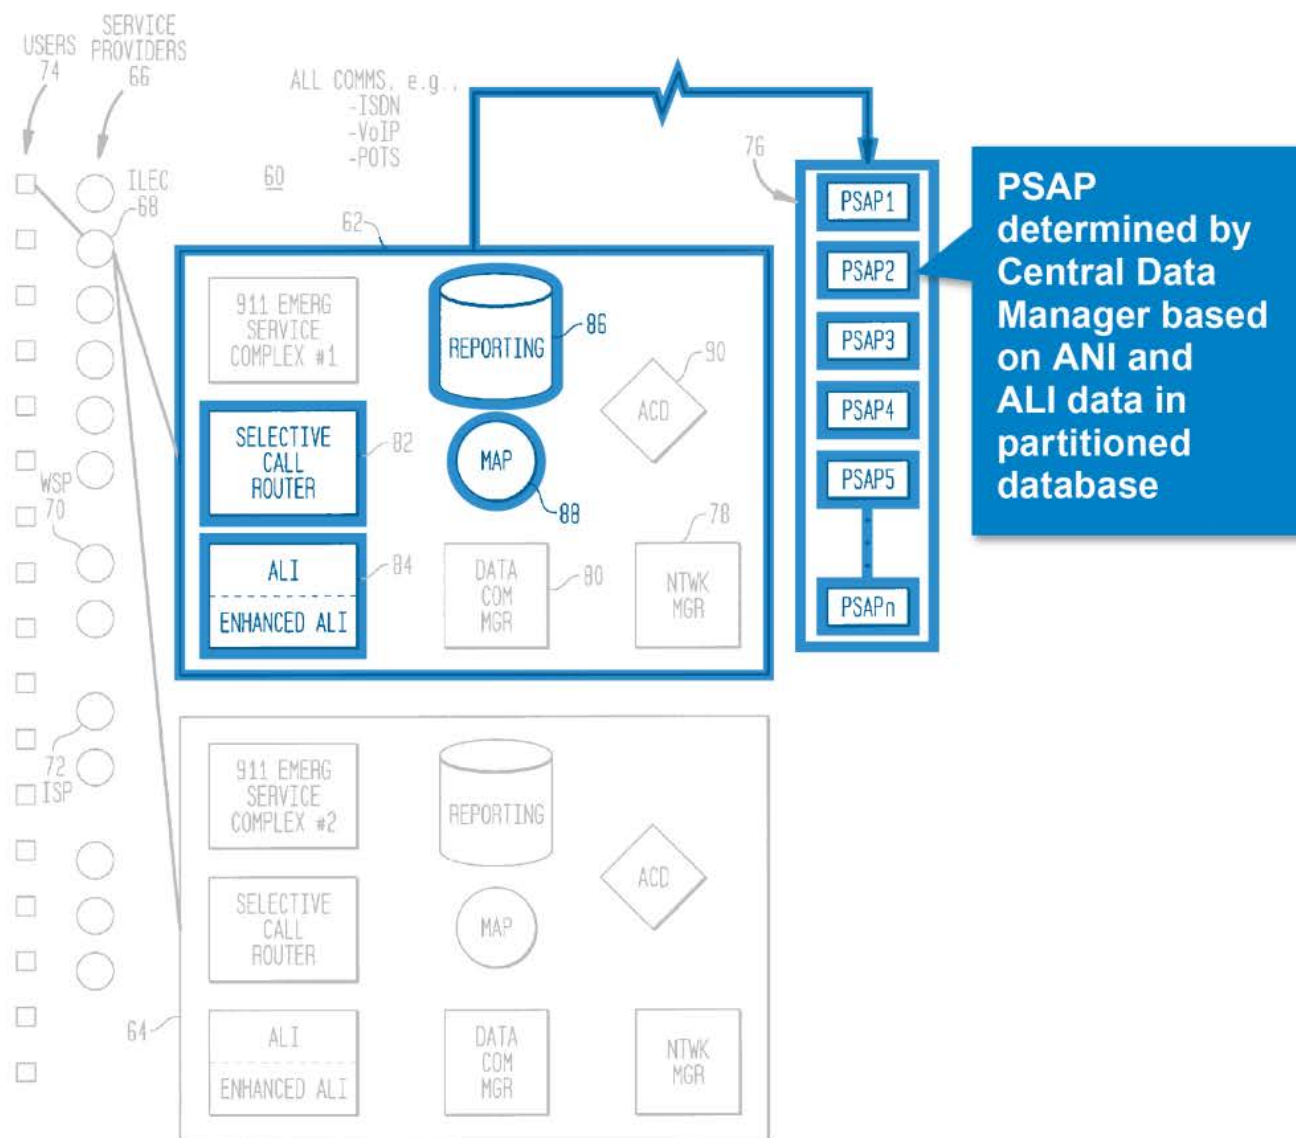 SERVICE
USERS PROVIDERS
74 66
ALL COMMS, e.g.,
-ISDN
-VoIP
-POTS
60
ILEC
68
62
76
PSAP1
PSAP2
PSAP3
PSAP4
PSAP5
PSAPn
PSAP
determined by
Central Data
Manager based
on ANI and
ALI data in
partitioned
database
911 EMERG
SERVICE
COMPLEX #1
REPORTING
86
90
ACD
SELECTIVE
CALL
ROUTER
82
MAP
88
WSP
70
ALI
ENHANCED ALI
84
DATA
COM
MGR
80
78
NTWK
MGR
72
ISP
911 EMERG
SERVICE
COMPLEX #2
REPORTING
ACD
SELECTIVE
CALL
ROUTER
MAP
64
ALI
ENHANCED ALI
DATA
COM
MGR
NTWK
MGR